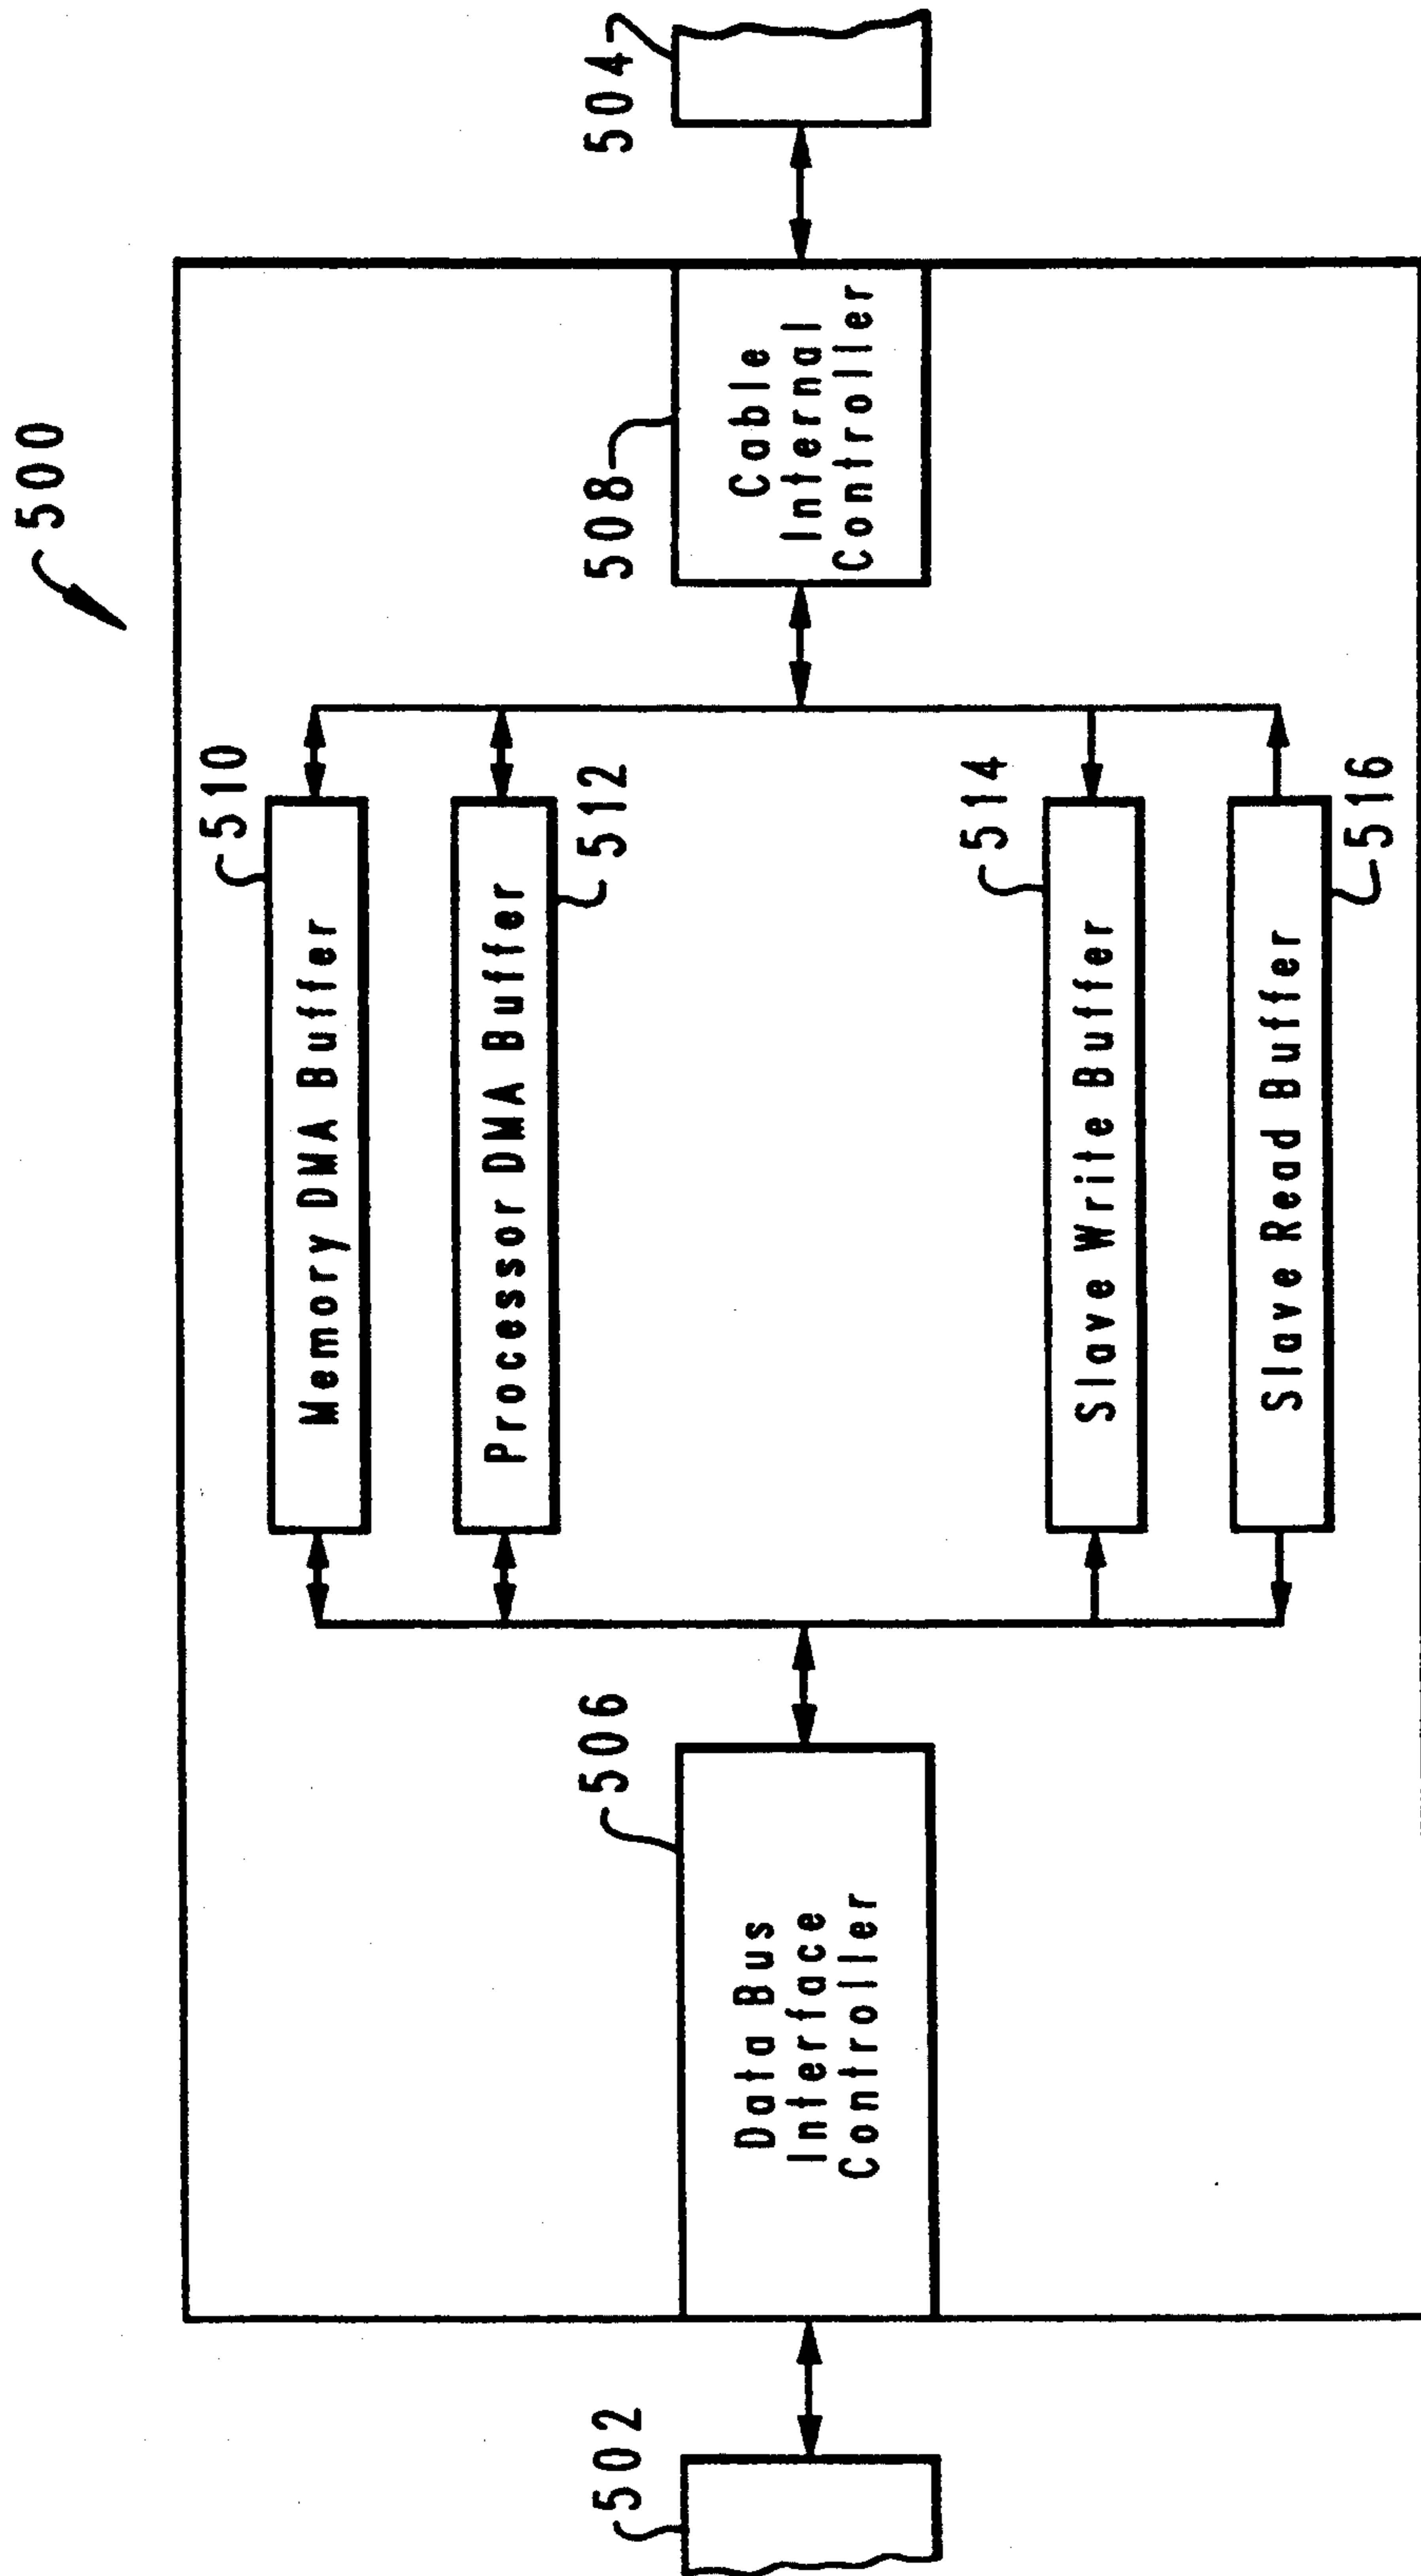 500
510
Memory DMA Buffer
Processor DMA Buffer
512
502
506
Data Bus
Interface
Controller
508
Cable
Internal
Controller
504
514
Slave Write Buffer
Slave Read Buffer
516